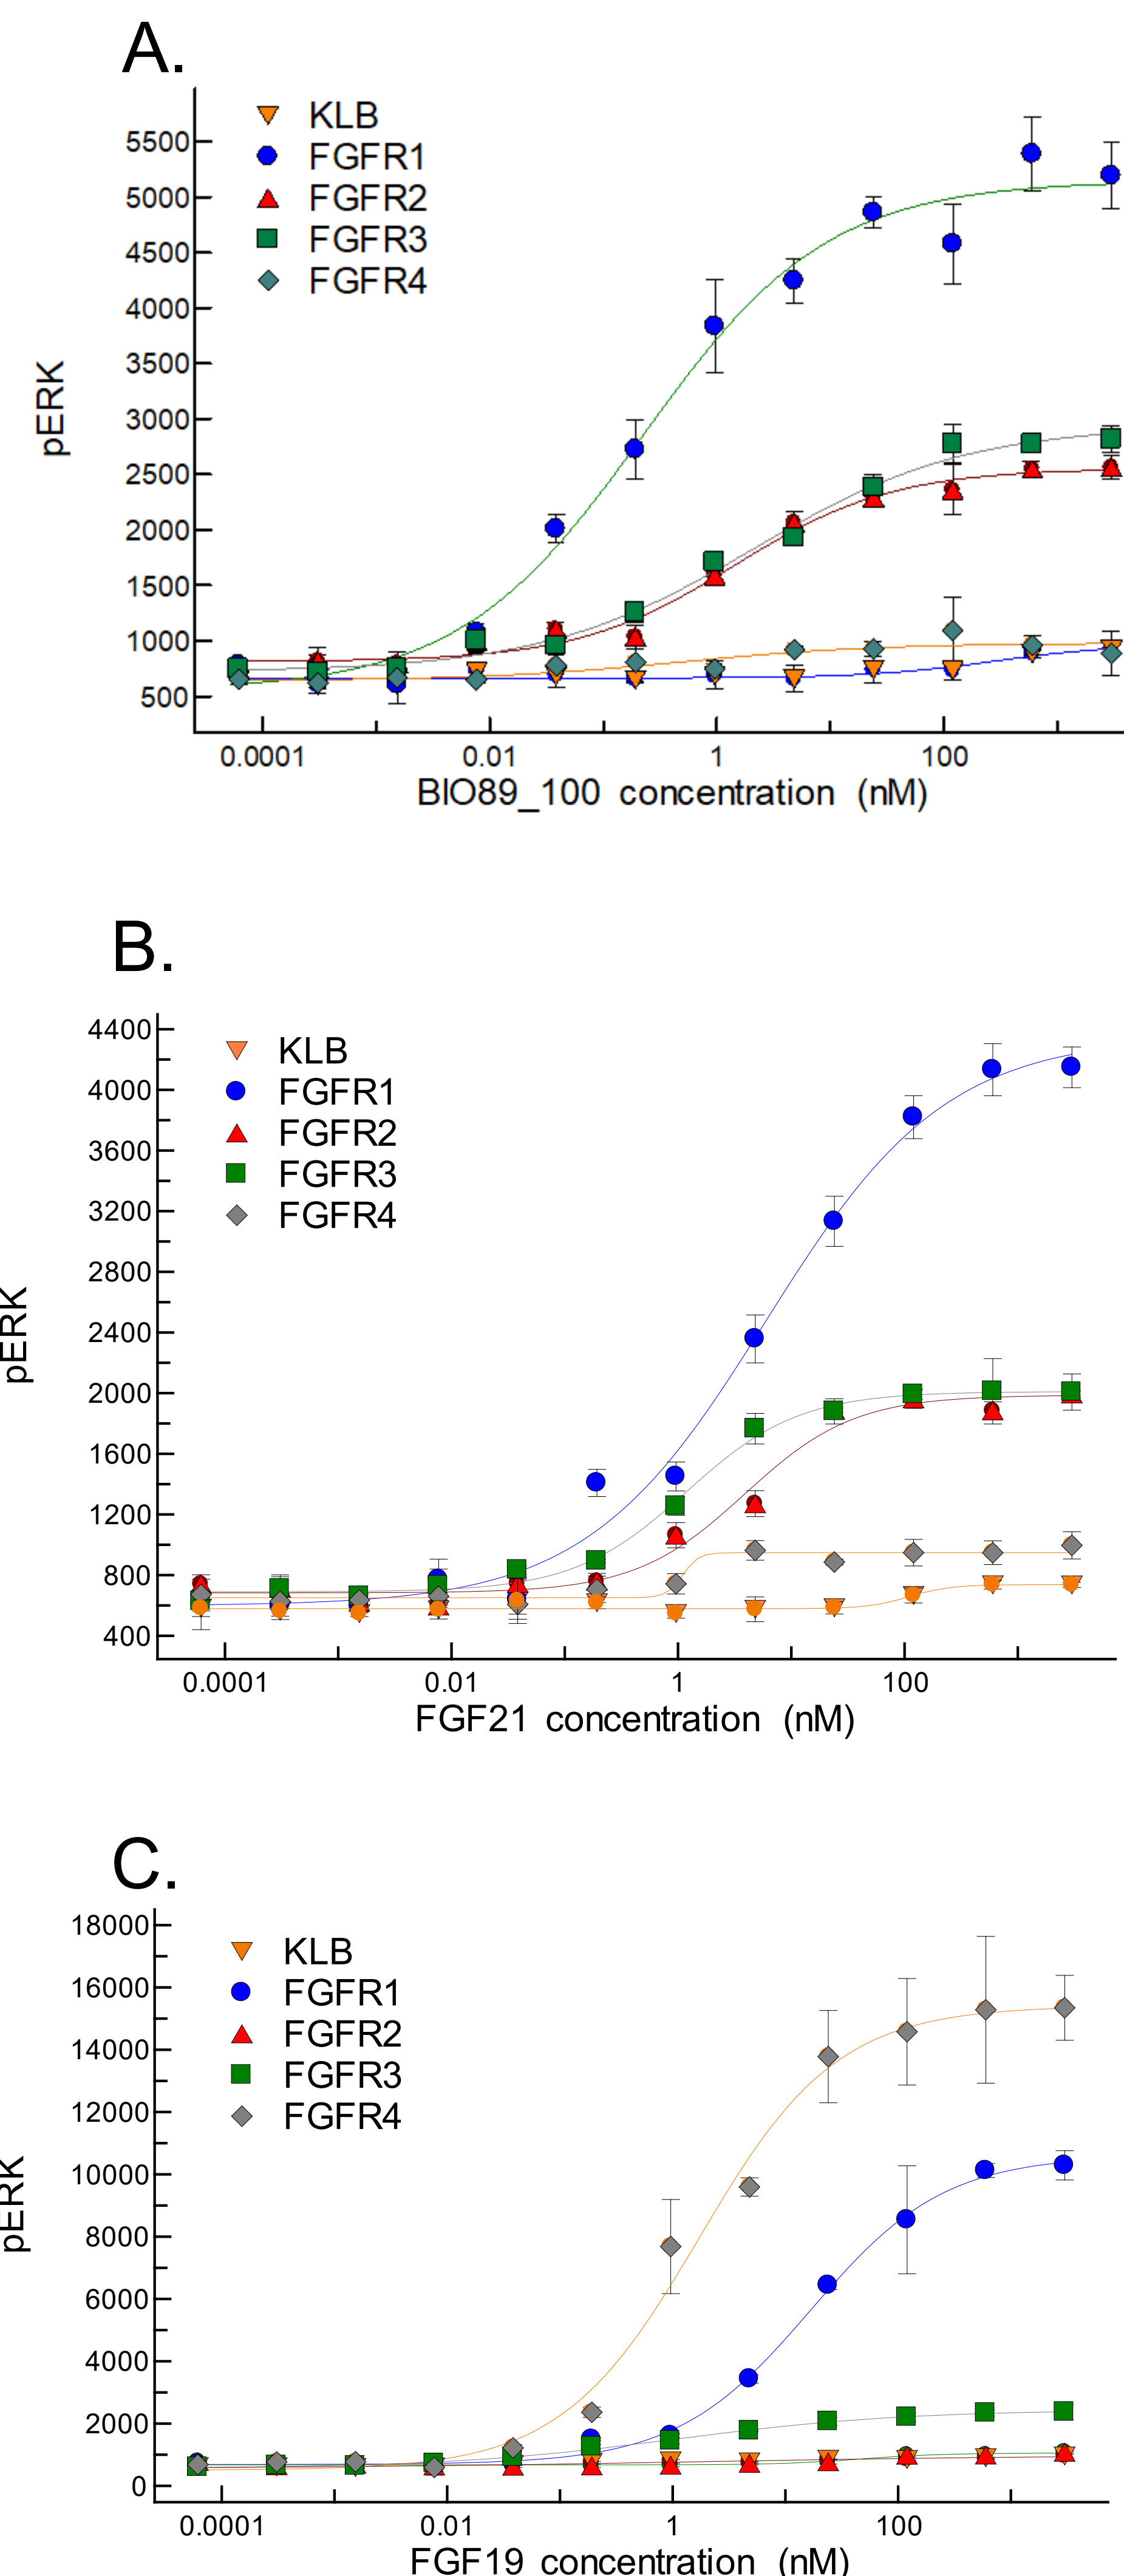 A.
KLB
FGFR1
FGFR2
FGFR3
FGFR4
5500
5000
4500
4000
3500
3000
2500
2000
1500
1000
500
pERK
0.0001 0.01 1 100
BIO89_100 concentration (nM)
B.
KLB
FGFR1
FGFR2
FGFR3
FGFR4
4400
4000
3600
3200
2800
2400
2000
1600
1200
800
400
pERK
0.0001 0.01 1 100
FGF21 concentration (nM)
C.
KLB
FGFR1
FGFR2
FGFR3
FGFR4
18000
16000
14000
12000
10000
8000
6000
4000
2000
0
pERK
0.0001 0.01 1 100
FGF19 concentration (nM)